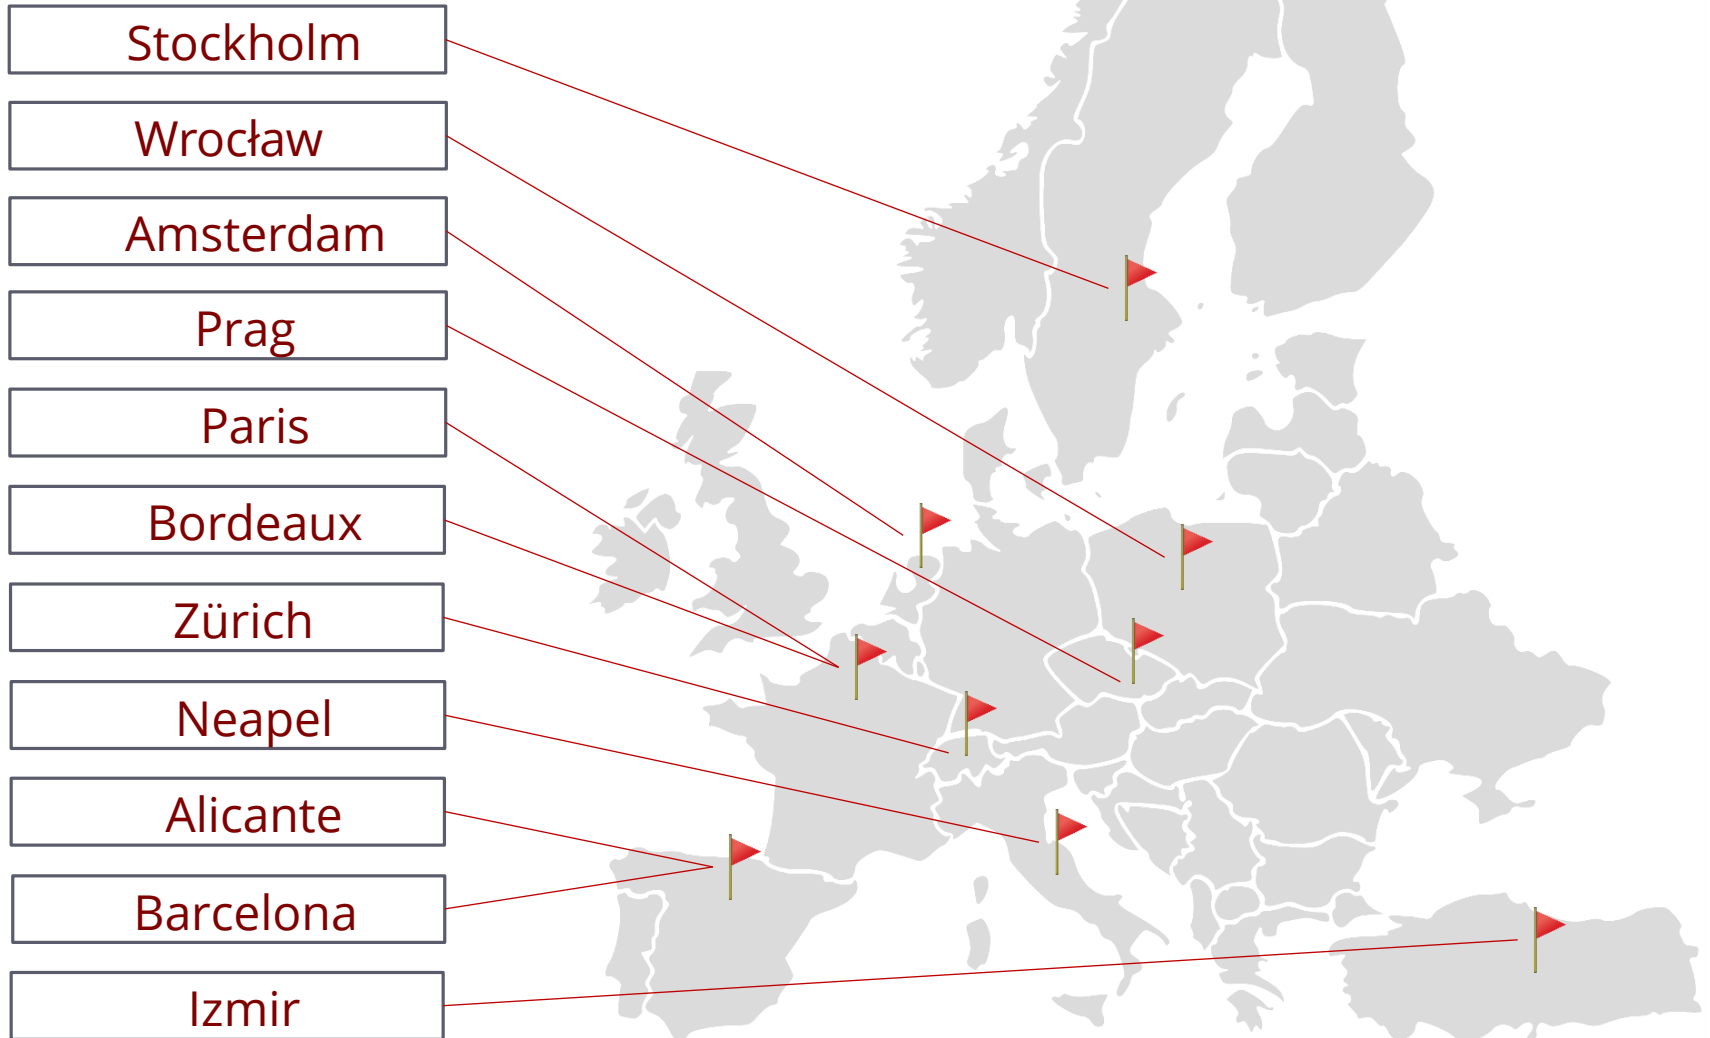 Stockholm
Wrocław
Amsterdam
Prag
Paris
Bordeaux
Zürich
Neapel
Alicante
Barcelona
Izmir